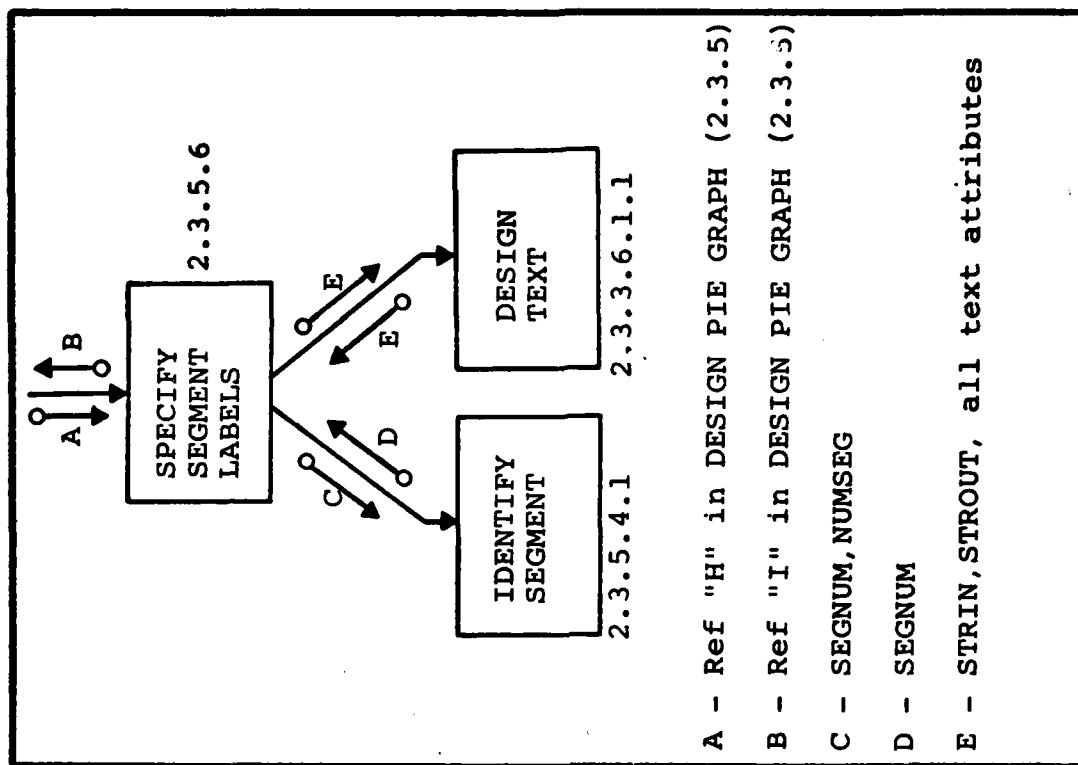 B
A
SPECIFY
SEGMENT
LABELS
2.3.5.6
C
D
E
E
IDENTIFY
SEGMENT
2.3.5.4.1
DESIGN
TEXT
2.3.3.6.1.1
A - Ref "H" in DESIGN PIE GRAPH (2.3.5)
B - Ref "I" in DESIGN PIE GRAPH (2.3.5)
C - SEGNUM,NUMSEG
D - SEGNUM
E - STRIN,STROUT, all text attributes